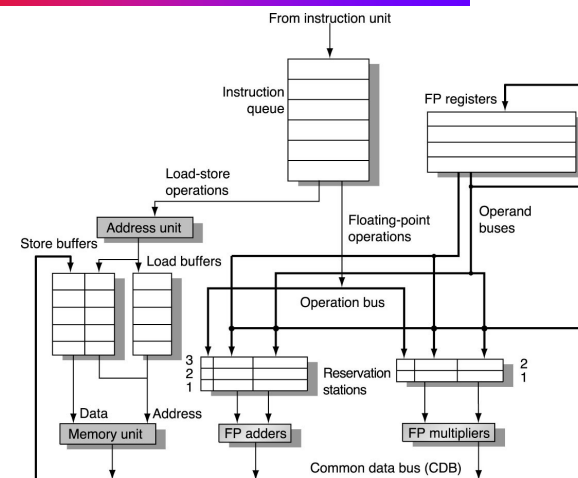 From instruction unit
Instruction
queue
FP registers
Load-store
operations
Address unit
Floating-point
operations
Operand
buses
Store buffers
Load buffers
Operation bus
3
2
1
Reservation
stations
2
1
Data
Address
Memory unit
FP adders
FP multipliers
Common data bus (CDB)